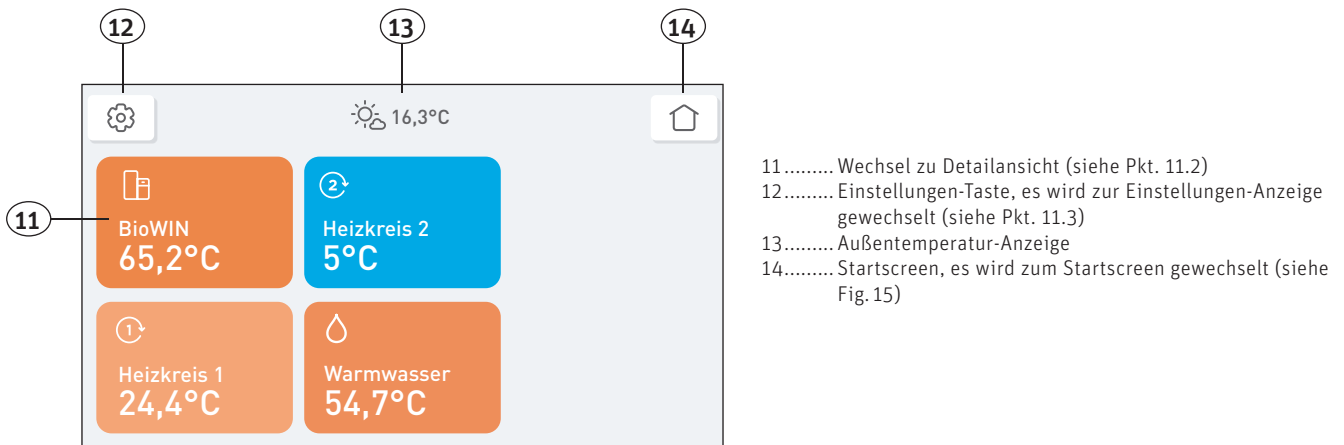 12
13
14
16,3°C
11
BioWIN
65,2°C
2
Heizkreis 2
5°C
1
Heizkreis 1
24,4°C
Warmwasser
54,7°C
11......... Wechsel zu Detailansicht (siehe Pkt. 11.2)
12......... Einstellungen-Taste, es wird zur Einstellungen-Anzeige
gewechselt (siehe Pkt. 11.3)
13......... Außentemperatur-Anzeige
14......... Startscreen, es wird zum Startscreen gewechselt (siehe
Fig. 15)